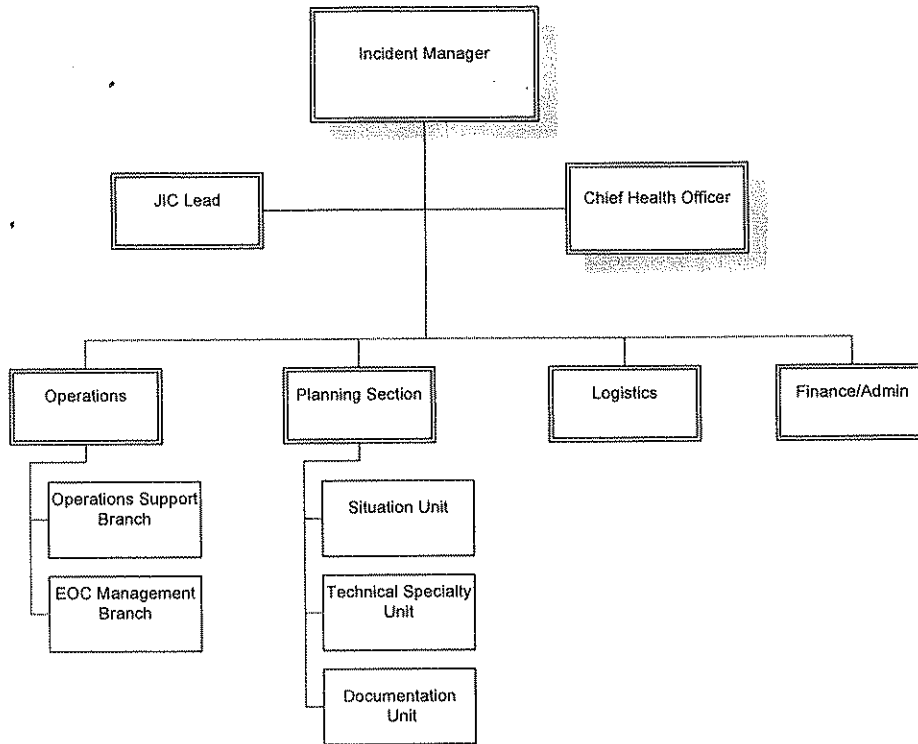 Incident Manager
JIC Lead
Chief Health Officer
Operations
Planning Section
Logistics
Finance/Admin
Operations Support
Branch
Situation Unit
EOC Management
Branch
Technical Specialty
Unit
Documentation
Unit